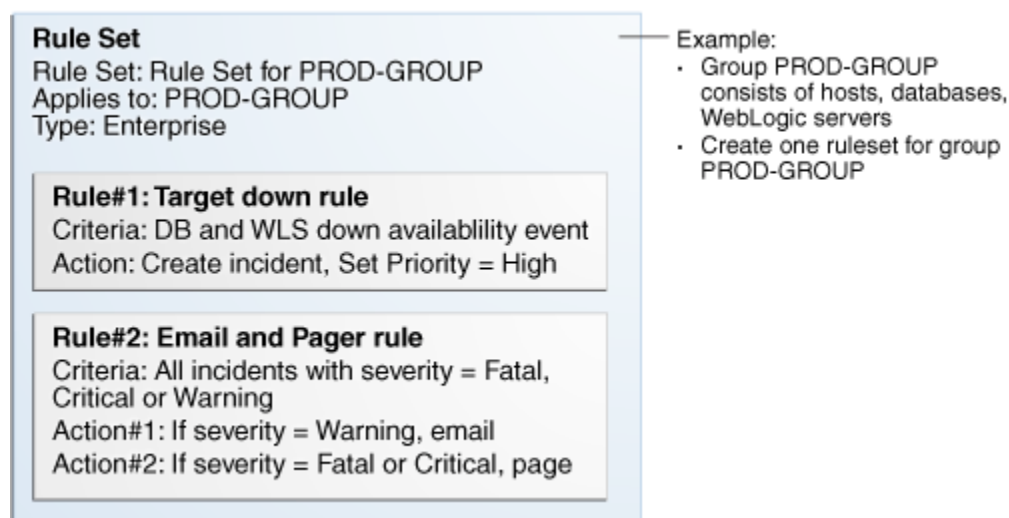 Rule Set
Rule Set: Rule Set for PROD-GROUP
Applies to: PROD-GROUP
Type: Enterprise
Rule#1: Target down rule
Criteria: DB and WLS down availablility event
Action: Create incident, Set Priority = High
Rule#2: Email and Pager rule
Criteria: All incidents with severity = Fatal,
Critical or Warning
Action#1: If severity = Warning, email
Action#2: If severity = Fatal or Critical, page
Example:
· Group PROD-GROUP
consists of hosts, databases,
WebLogic servers
· Create one ruleset for group
PROD-GROUP